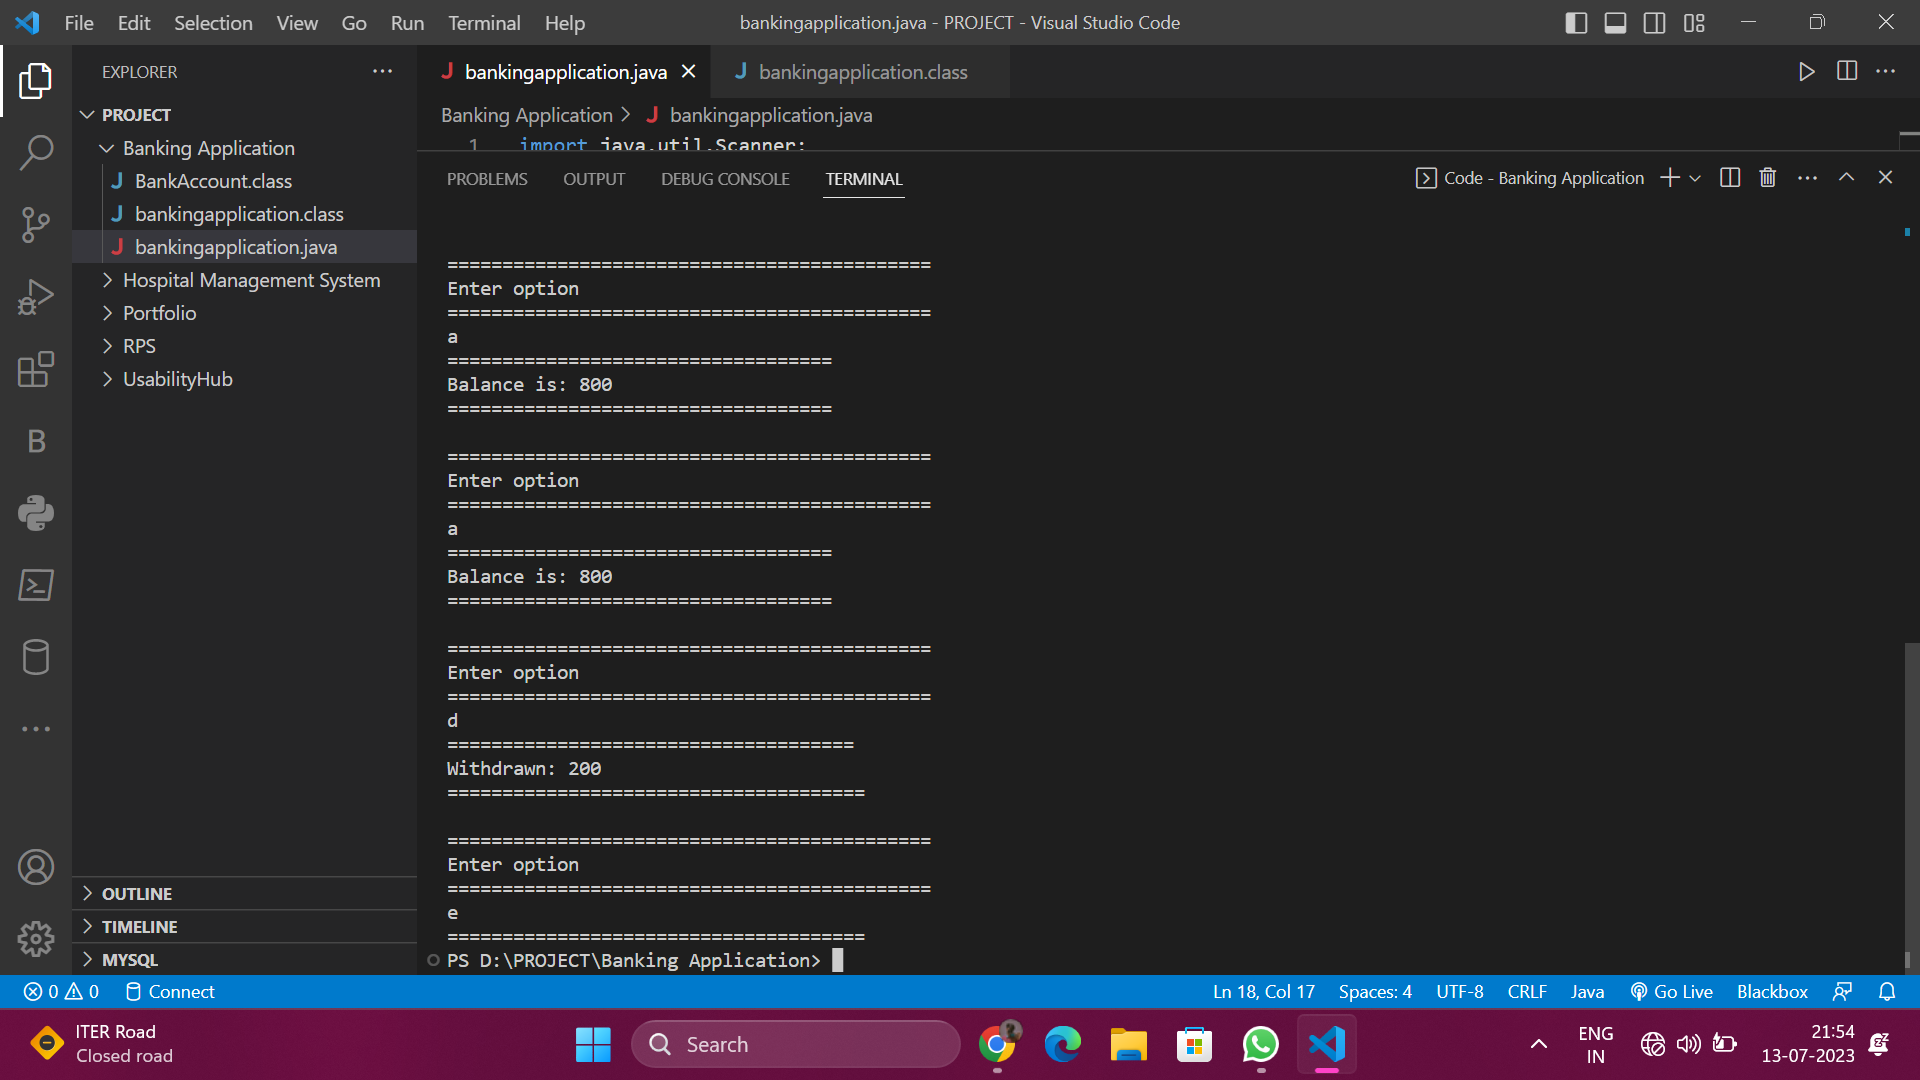 File Edit Selection View Go Run Terminal Help
bankingapplication.java - PROJECT - Visual Studio Code
EXPLORER
PROJECT
Banking Application
BankAccount.class
bankingapplication.class
bankingapplication.java
Hospital Management System
Portfolio
RPS
UsabilityHub
B
OUTLINE
TIMELINE
MYSQL
bankingapplication.java
bankingapplication.class
Banking Application > bankingapplication.java
1 import java.util.Scanner;
PROBLEMS OUTPUT DEBUG CONSOLE TERMINAL
Code - Banking Application
============================================
Enter option
============================================
a
===================================
Balance is: 800
===================================
============================================
Enter option
============================================
a
===================================
Balance is: 800
===================================
============================================
Enter option
============================================
d
=====================================
Withdrawn: 200
======================================
============================================
Enter option
============================================
e
======================================
PS D:\PROJECT\Banking Application>
0 0 Connect
Ln 18, Col 17 Spaces: 4 UTF-8 CRLF Java Go Live Blackbox
ITER Road
Closed road
Search
ENG
IN
21:54
13-07-2023